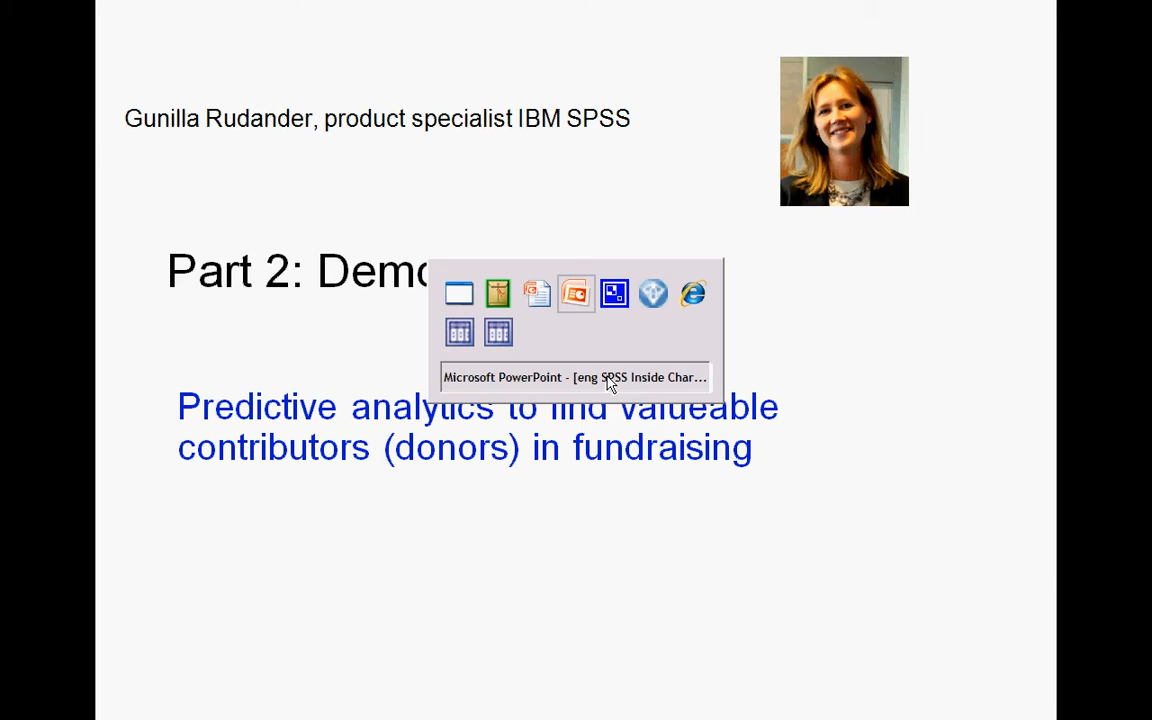 Gunilla Rudander, product specialist IBM SPSS
Part 2: Demo
Microsoft PowerPoint - [eng SPSS Inside Char...
Predictive analytics to find valueable
contributors (donors) in fundraising